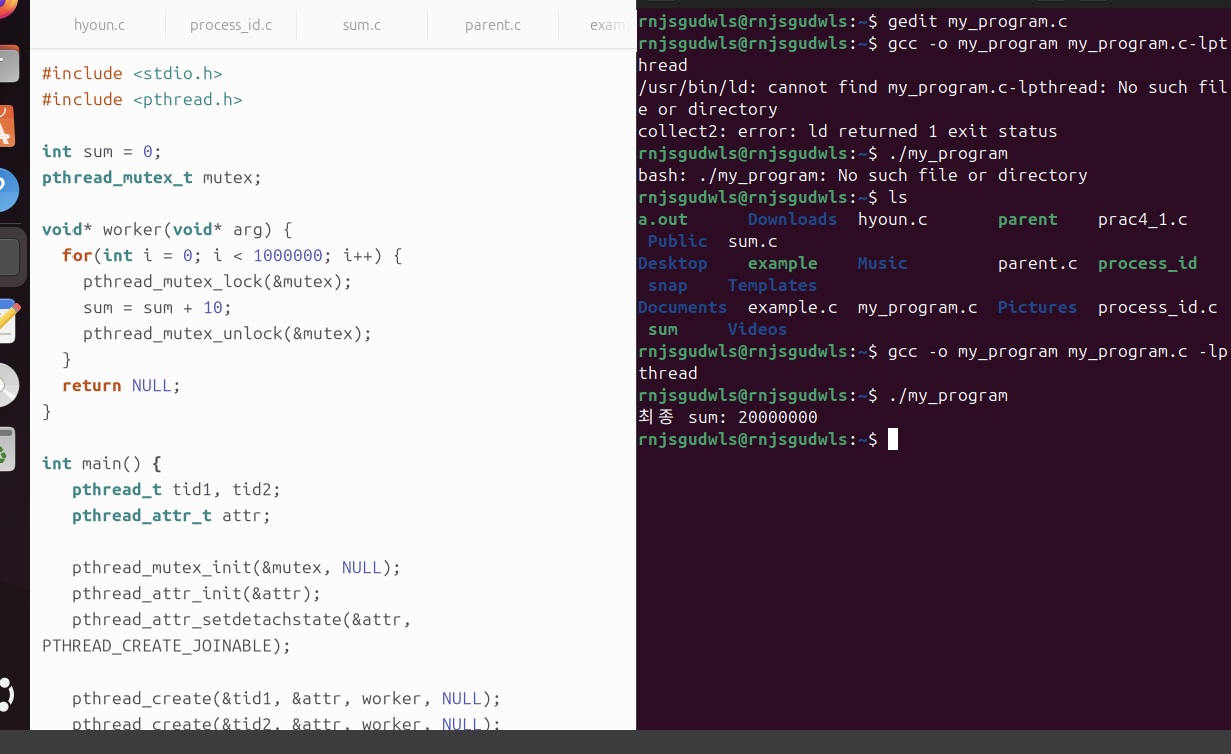 hyoun.c process_id.c sum.c parent.c exam
#include <stdio.h>
#include <pthread.h>
int sum = 0;
pthread_mutex_t mutex;
void* worker(void* arg) {
for(int i = 0; i < 1000000; i++) {
pthread_mutex_lock(&mutex);
sum = sum + 10;
pthread_mutex_unlock(&mutex);
}
return NULL;
}
int main() {
pthread_t tid1, tid2;
pthread_attr_t attr;
pthread_mutex_init(&mutex, NULL);
pthread_attr_init(&attr);
pthread_attr_setdetachstate(&attr,
PTHREAD_CREATE_JOINABLE);
pthread_create(&tid1, &attr, worker, NULL);
pthread_create(&tid2, &attr, worker, NULL);
rnjsgudwls@rnjsgudwls:~$ gedit my_program.c
rnjsgudwls@rnjsgudwls:~$ gcc -o my_program my_program.c-lpt
hread
/usr/bin/ld: cannot find my_program.c-lpthread: No such fil
e or directory
collect2: error: ld returned 1 exit status
rnjsgudwls@rnjsgudwls:~$ ./my_program
bash: ./my_program: No such file or directory
rnjsgudwls@rnjsgudwls:~$ ls
a.out Downloads hyoun.c parent prac4_1.c
Public sum.c
Desktop example Music parent.c process_id
snap Templates
Documents example.c my_program.c Pictures process_id.c
sum Videos
rnjsgudwls@rnjsgudwls:~$ gcc -o my_program my_program.c -lp
thread
rnjsgudwls@rnjsgudwls:~$ ./my_program
최종 sum: 20000000
rnjsgudwls@rnjsgudwls:~$